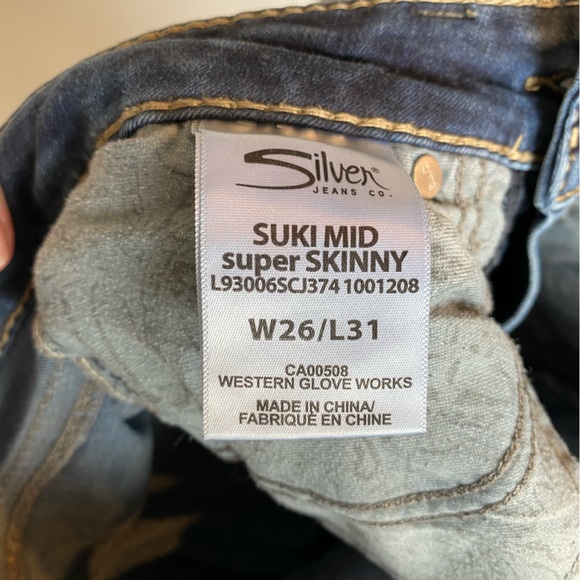 Silver®
JEANS CO.
SUKI MID
super SKINNY
L93006SCJ374 1001208
W26/L31
CA00508
WESTERN GLOVE WORKS
MADE IN CHINA/
FABRIQUÉ EN CHINE